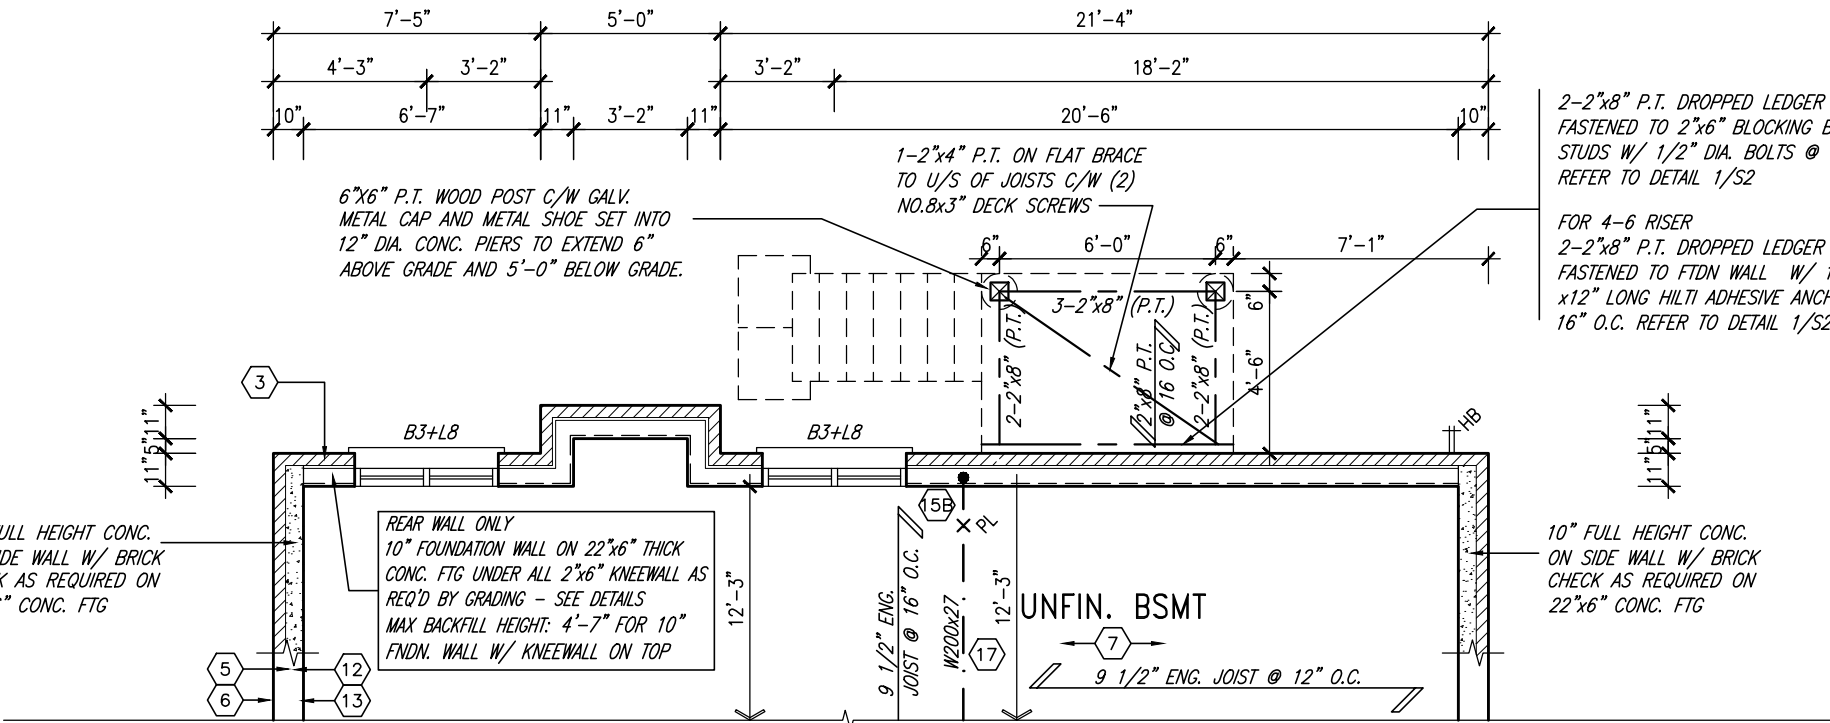 7'-5"
5'-0"
21'-4"
4'-3"
3'-2"
3'-2"
18'-2"
10"
6'-7"
11"
3'-2"
11"
20'-6"
10"
6"X6" P.T. WOOD POST C/W GALV.
METAL CAP AND METAL SHOE SET INTO
12" DIA. CONC. PIERS TO EXTEND 6"
ABOVE GRADE AND 5'-0" BELOW GRADE.
1-2"x4" P.T. ON FLAT BRACE
TO U/S OF JOISTS C/W (2)
NO.8x3" DECK SCREWS
2-2"x8" P.T. DROPPED LEDGER
FASTENED TO 2"x6" BLOCKING
STUDS W/ 1/2" DIA. BOLTS @
REFER TO DETAIL 1/S2
FOR 4-6 RISER
2-2"x8" P.T. DROPPED LEDGER
FASTENED TO FTDN WALL W/
x12" LONG HILTI ADHESIVE
16" O.C. REFER TO DETAIL 1/S2
6"
6'-0"
6"
7'-1"
3-2"x8" (P.T.)
2-2"x8" (P.T.)
2"x8" P.T.
@ 16 O.C.
2-2"x8" (P.T.)
6"
4'-6"
3
B3+L8
B3+L8
HB
11"
5"
11"
11"
5"
11"
FULL HEIGHT CONC.
SIDE WALL W/ BRICK
AS REQUIRED ON
CONC. FTG
REAR WALL ONLY
10" FOUNDATION WALL ON 22"x6" THICK
CONC. FTG UNDER ALL 2"x6" KNEEWALL AS
REQ'D BY GRADING - SEE DETAILS
MAX BACKFILL HEIGHT: 4'-7" FOR 10"
FNDN. WALL W/ KNEEWALL ON TOP
12'-3"
15B
PL
9 1/2" ENG.
JOIST @ 16" O.C.
W200x27
17
12'-3"
UNFIN. BSMT
7
9 1/2" ENG. JOIST @ 12" O.C.
10" FULL HEIGHT CONC.
ON SIDE WALL W/ BRICK
CHECK AS REQUIRED ON
22"x6" CONC. FTG
5
12
6
13